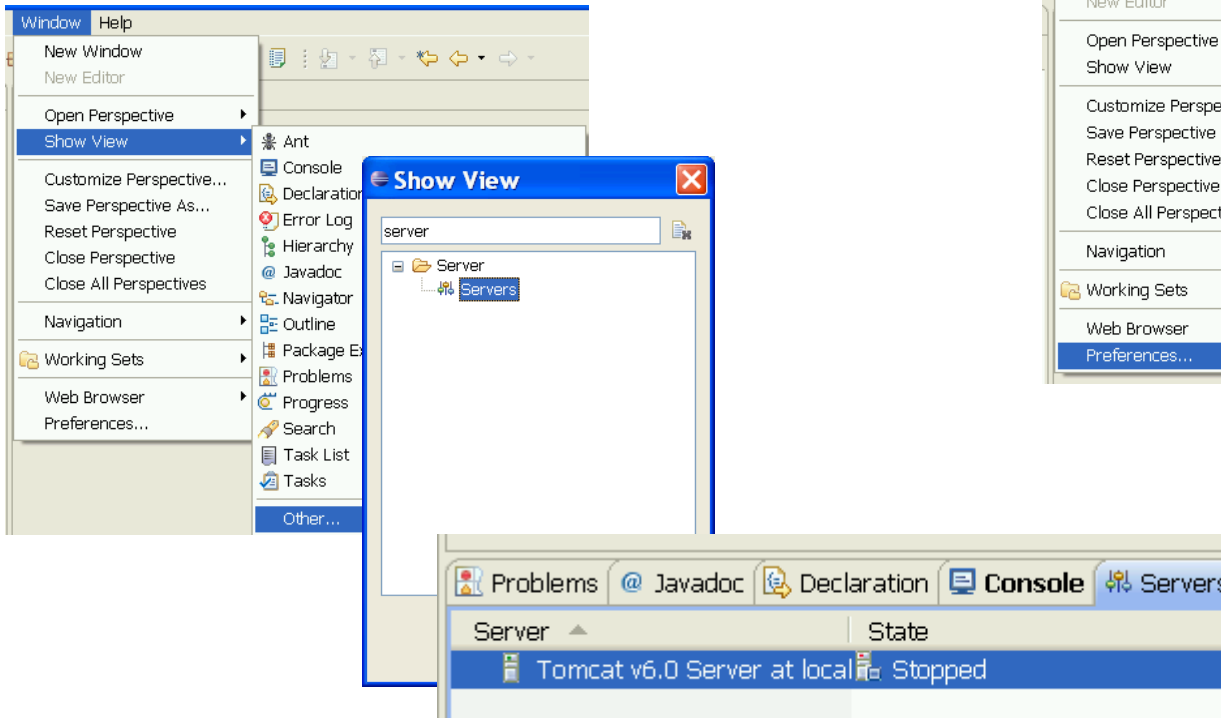 Window Help
New Window
New Editor
Open Perspective
Show View
Customize Perspective...
Save Perspective As...
Reset Perspective
Close Perspective
Close All Perspectives
Navigation
Working Sets
Web Browser
Preferences...
Ant
Console
Declaration
Error Log
Hierarchy
@ Javadoc
Navigator
Outline
Package Ex
Problems
Progress
Search
Task List
Tasks
Other...
Show View
server
Server
Servers
New Editor
Open Perspective
Show View
Customize Perspe
Save Perspective
Reset Perspective
Close Perspective
Close All Perspect
Navigation
Working Sets
Web Browser
Preferences...
Problems @ Javadoc Declaration Console Servers
Server State
Tomcat v6.0 Server at local Stopped